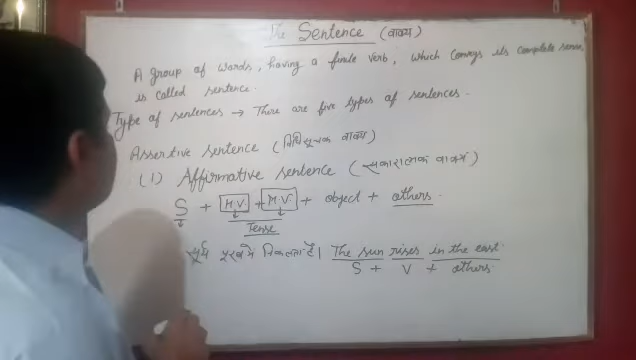 The Sentence (वाक्य)
A group of words, having a finite verb, which conveys its complete sense,
is called sentence.
Type of sentences → There are five types of sentences.
Assertive sentence (विधिसूचक वाक्य)
(1) Affirmative sentence (सकारात्मक वाक्य)
S + H.V. + M.V. + object + others.
Tense
सूर्य पूरब में निकलता है। The sun rises in the east.
S + V + others